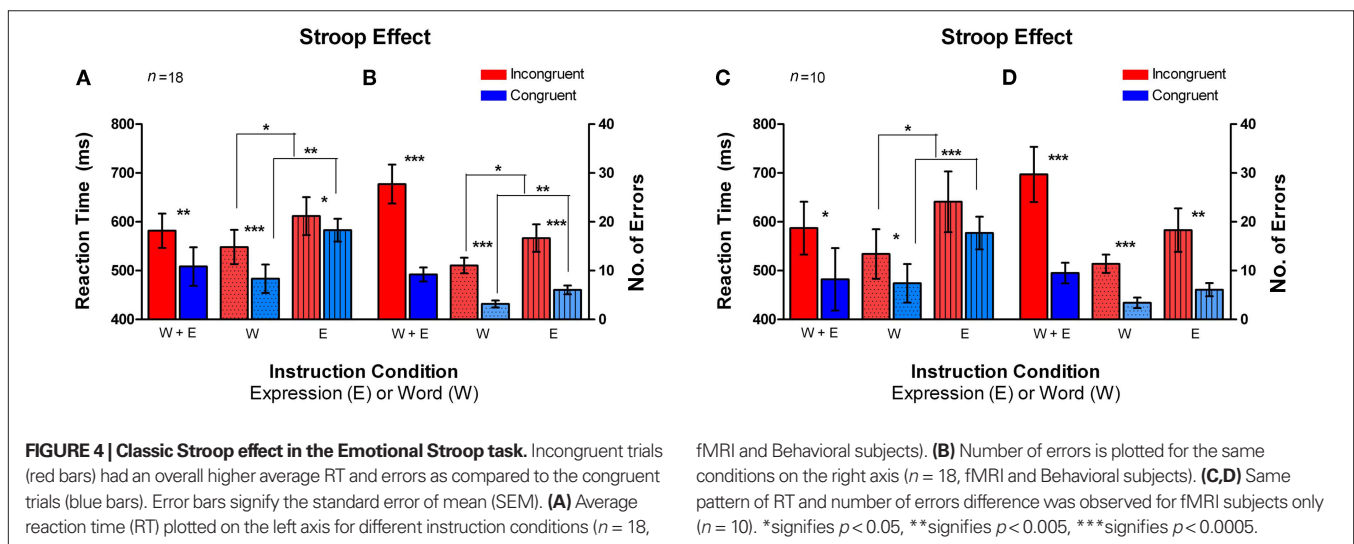 Stroop Effect
A
n=18
B
Incongruent
Congruent
Reaction Time (ms)
800
700
600
500
400
**
***
*
**
*
***
***
*
**
***
40
30
20
10
0
No. of Errors
W + E
W
E
W + E
W
E
Instruction Condition
Expression (E) or Word (W)
Stroop Effect
C
n=10
D
Incongruent
Congruent
Reaction Time (ms)
800
700
600
500
400
*
*
*
***
***
***
**
40
30
20
10
0
No. of Errors
W + E
W
E
W + E
W
E
Instruction Condition
Expression (E) or Word (W)
FIGURE 4 | Classic Stroop effect in the Emotional Stroop task. Incongruent trials
(red bars) had an overall higher average RT and errors as compared to the congruent
trials (blue bars). Error bars signify the standard error of mean (SEM). (A) Average
reaction time (RT) plotted on the left axis for different instruction conditions (n = 18,
fMRI and Behavioral subjects). (B) Number of errors is plotted for the same
conditions on the right axis (n = 18, fMRI and Behavioral subjects). (C,D) Same
pattern of RT and number of errors difference was observed for fMRI subjects only
(n = 10). *signifies p < 0.05, **signifies p < 0.005, ***signifies p < 0.0005.